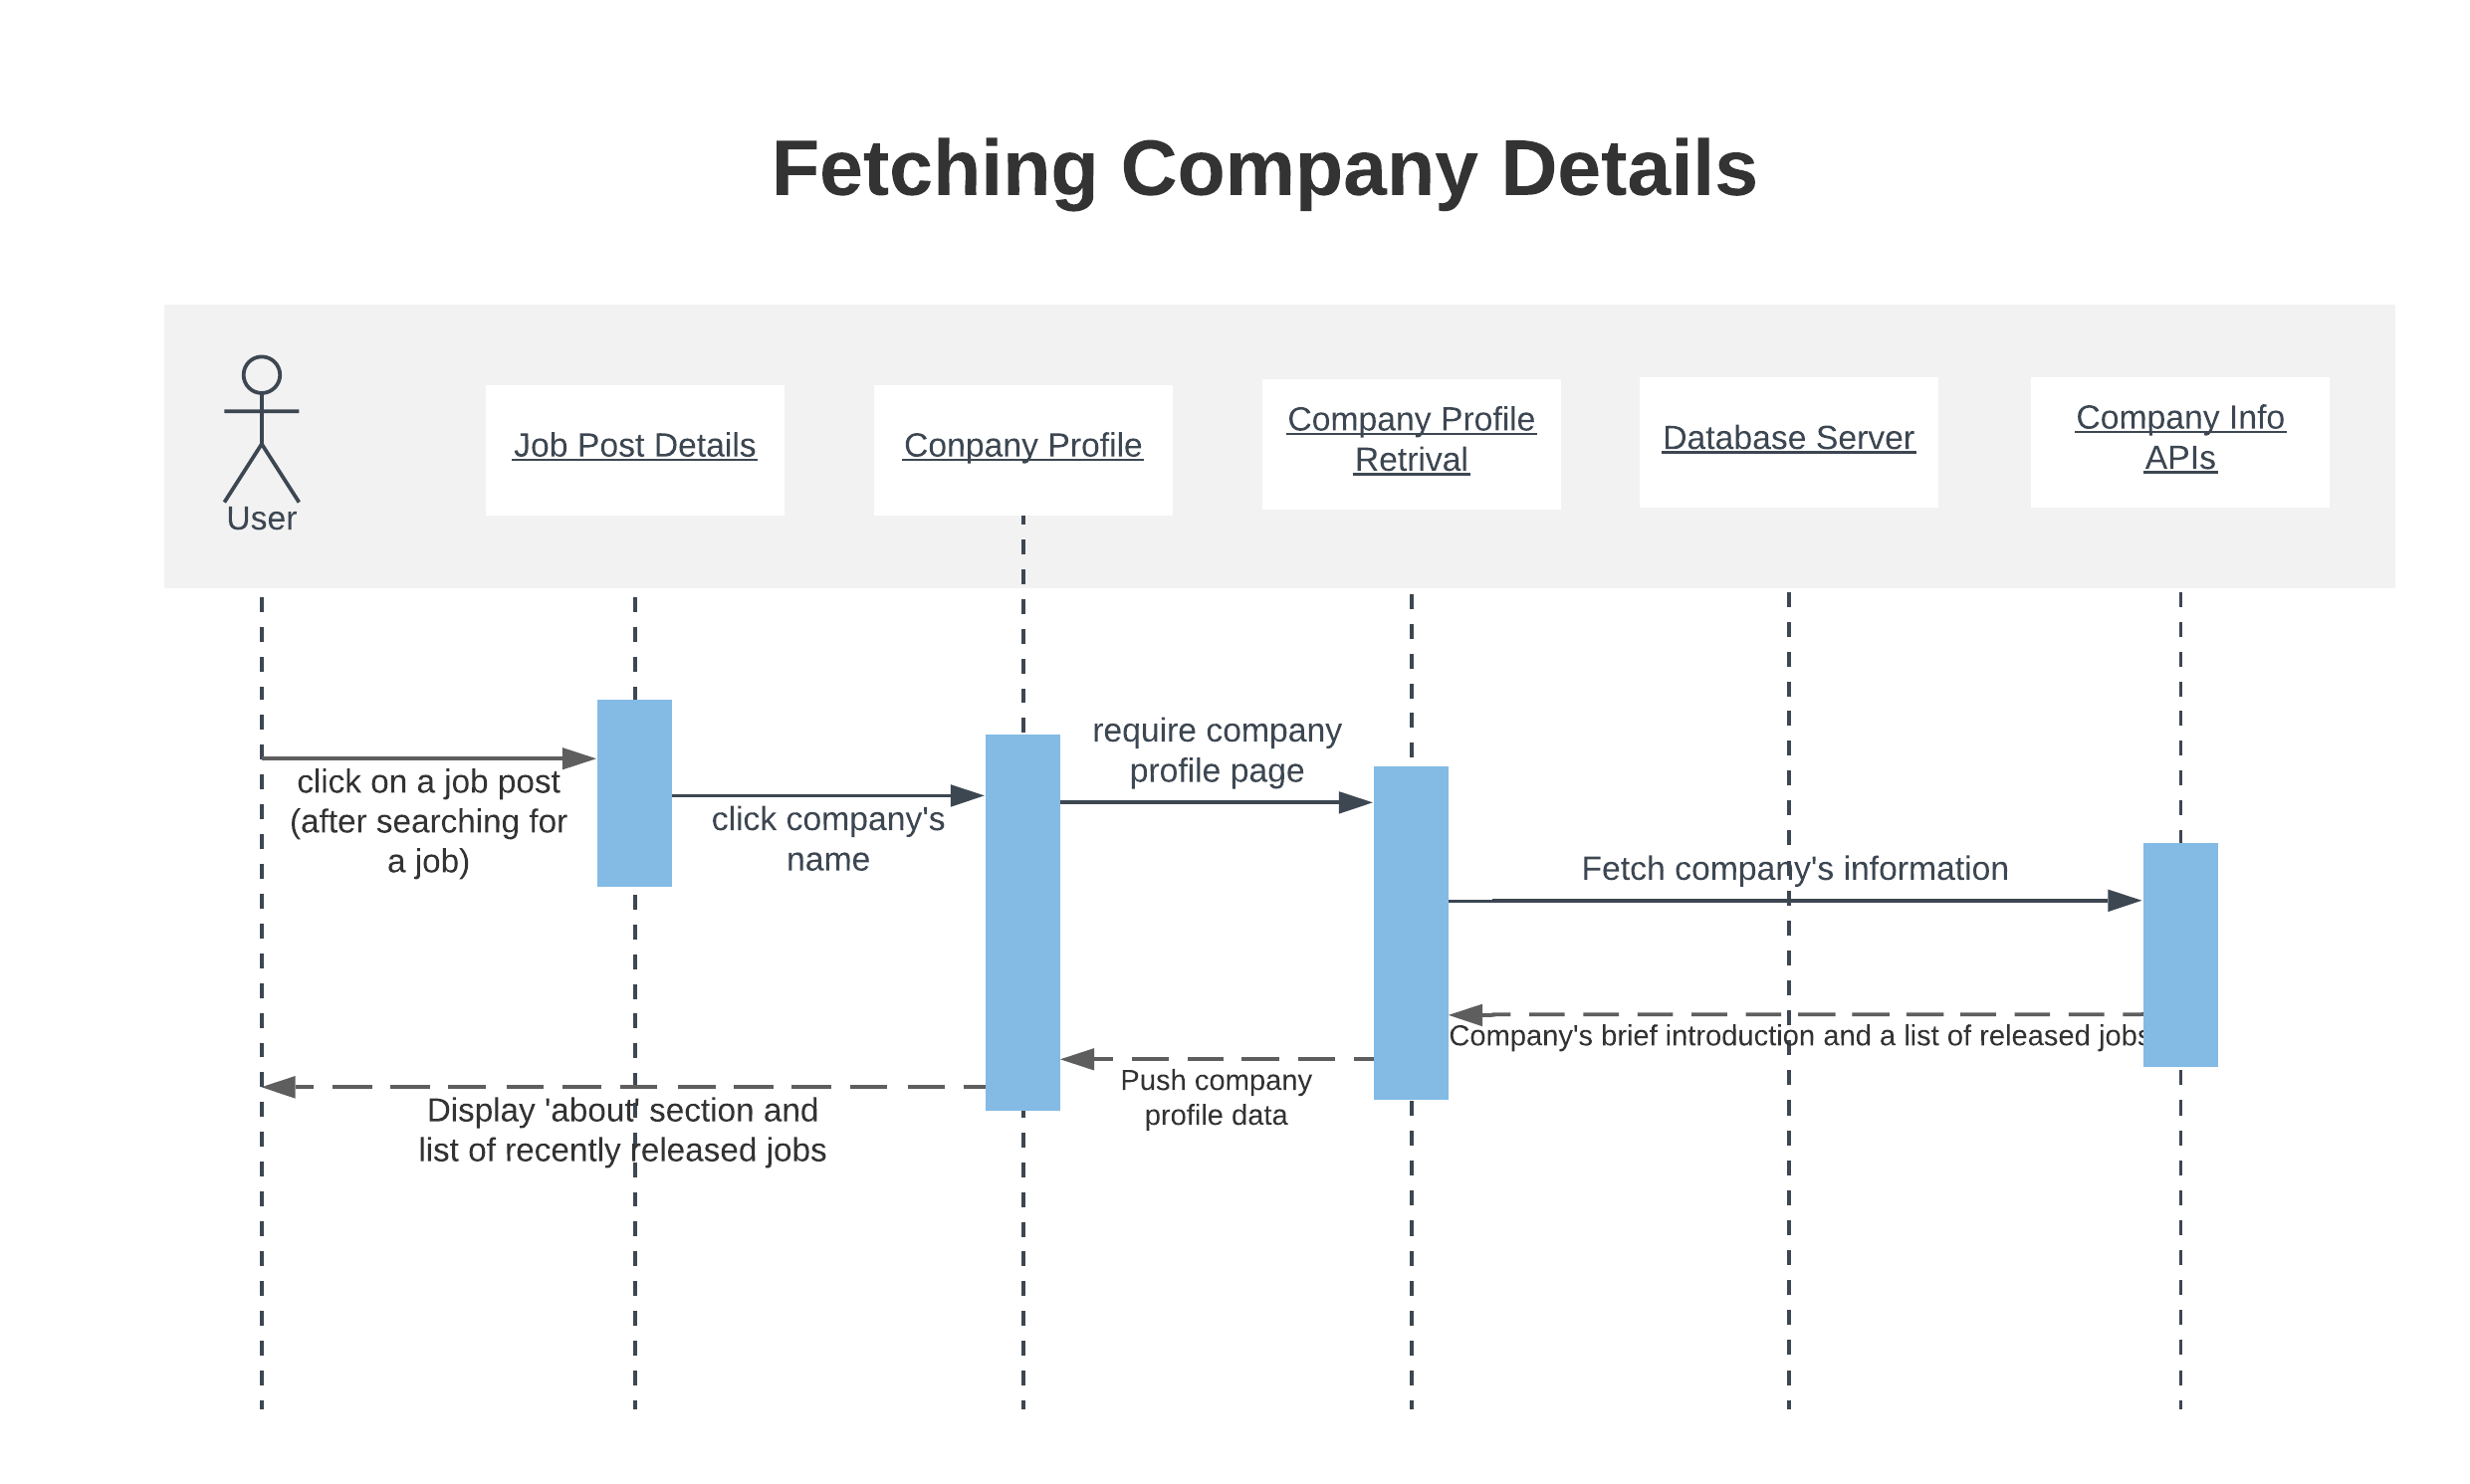 Fetching Company Details
User
Job Post Details
Conpany Profile
Company Profile
Retrival
Database Server
Company Info
APIs
click on a job post
(after searching for
a job)
click company's
name
require company
profile page
Fetch company's information
Company's brief introduction and a list of released jobs
Push company
profile data
Display 'about' section and
list of recently released jobs